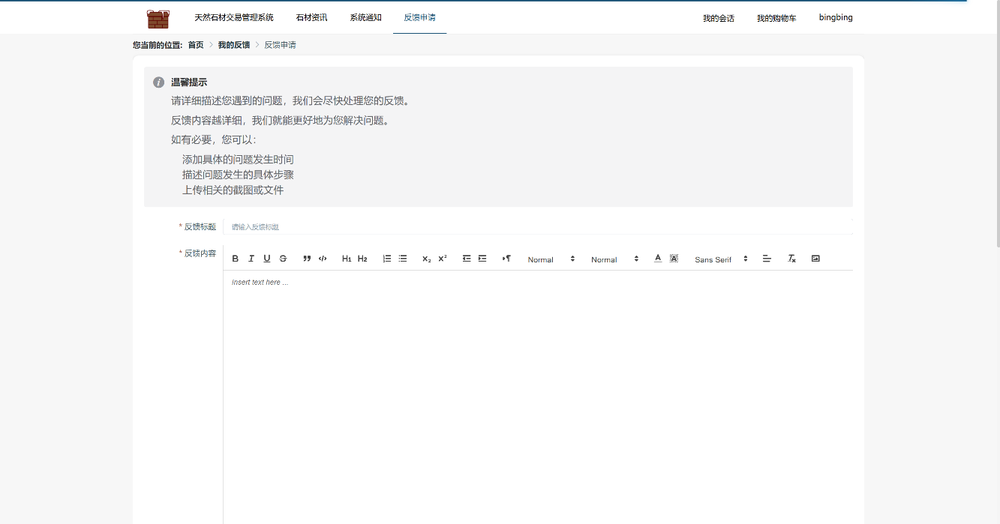 天然石材交易管理系统 石材资讯 系统通知 反馈申请 我的会话 我的购物车 bingbing
您当前的位置: 首页 > 我的反馈 > 反馈申请
温馨提示
请详细描述您遇到的问题，我们会尽快处理您的反馈。
反馈内容越详细，我们就能更好地为您解决问题。
如有必要，您可以：
添加具体的问题发生时间
描述问题发生的具体步骤
上传相关的截图或文件
* 反馈标题 请输入反馈标题
* 反馈内容 B I U S H1 H2 X2 X2 Normal Normal A A Sans Serif Tx
Insert text here ...